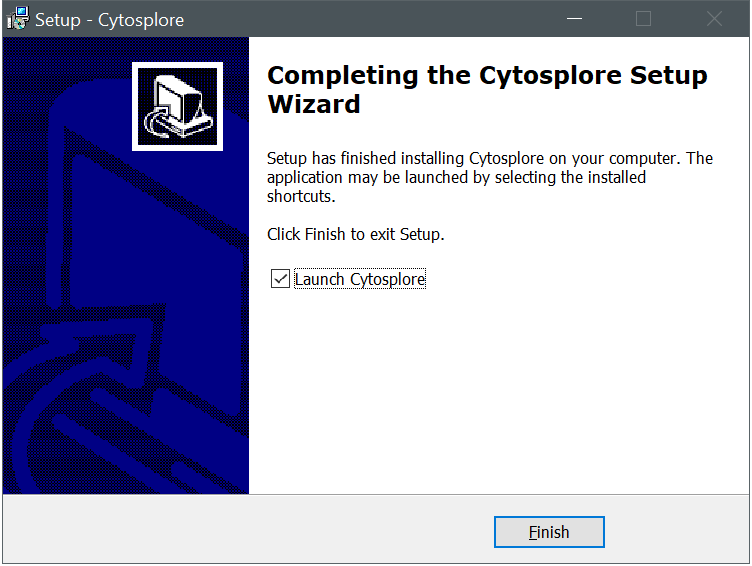 Setup - Cytosplore
Completing the Cytosplore Setup
Wizard
Setup has finished installing Cytosplore on your computer. The
application may be launched by selecting the installed
shortcuts.
Click Finish to exit Setup.
Launch Cytosplore
Finish